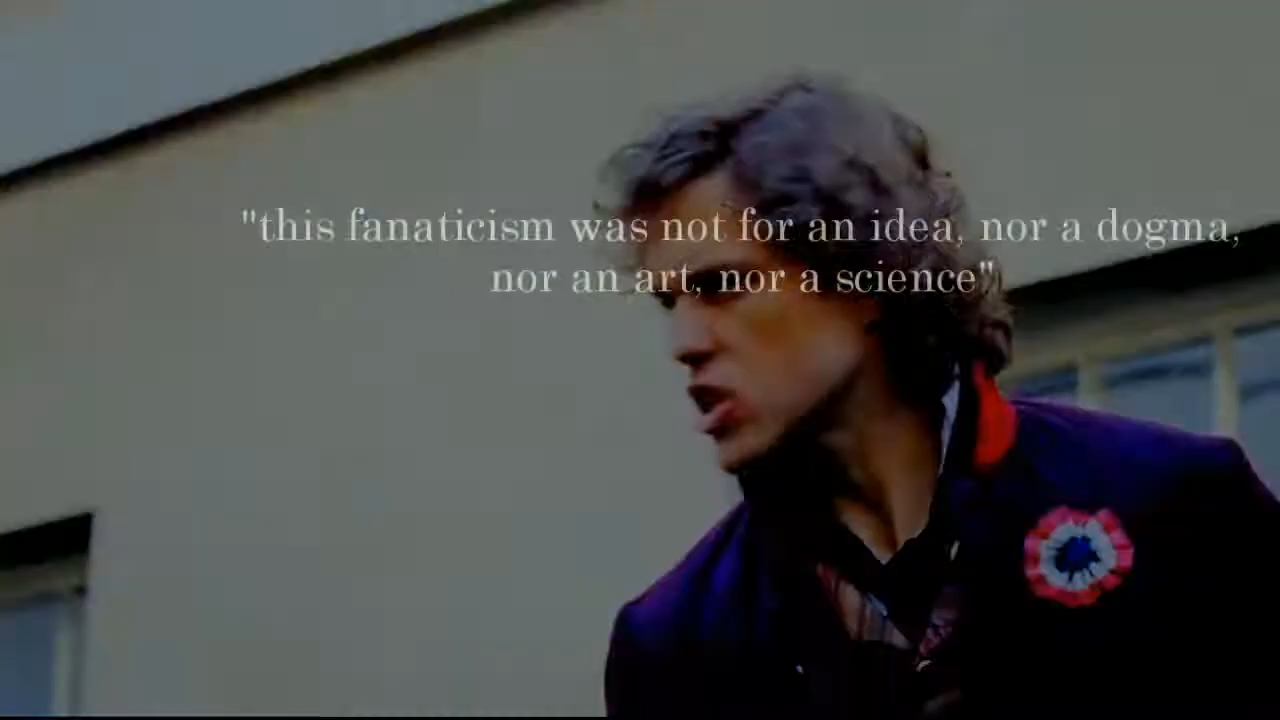 "this fanaticism was not for an idea, nor a dogma,
nor an art, nor a science"